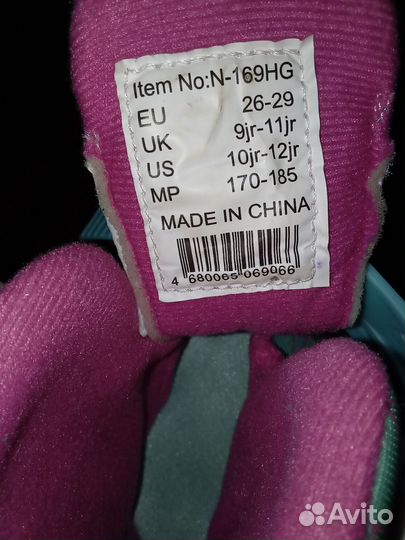 Item No:N-169HG
EU 26-29
UK 9jr-11jr
US 10jr-12jr
MP 170-185
MADE IN CHINA
4 680065 069066
Avito